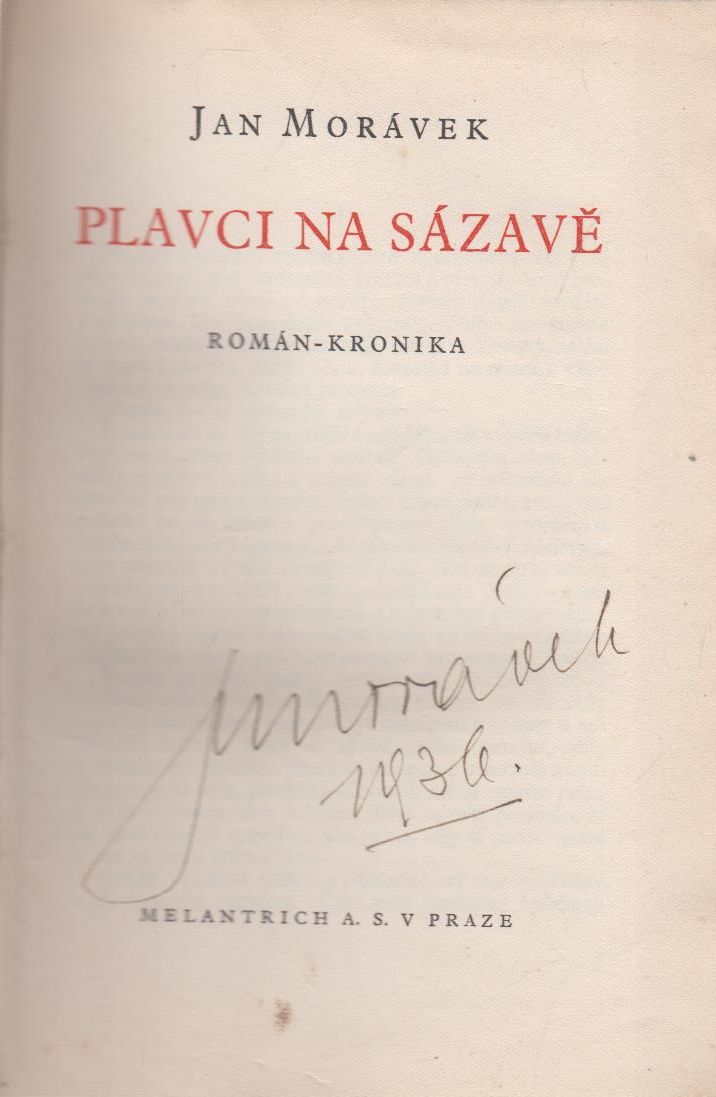 JAN MORÁVEK
PLAVCI NA SÁZAVĚ
ROMÁN-KRONIKA
Jmorávek
1936.
MELANTRICH A. S. V PRAZE